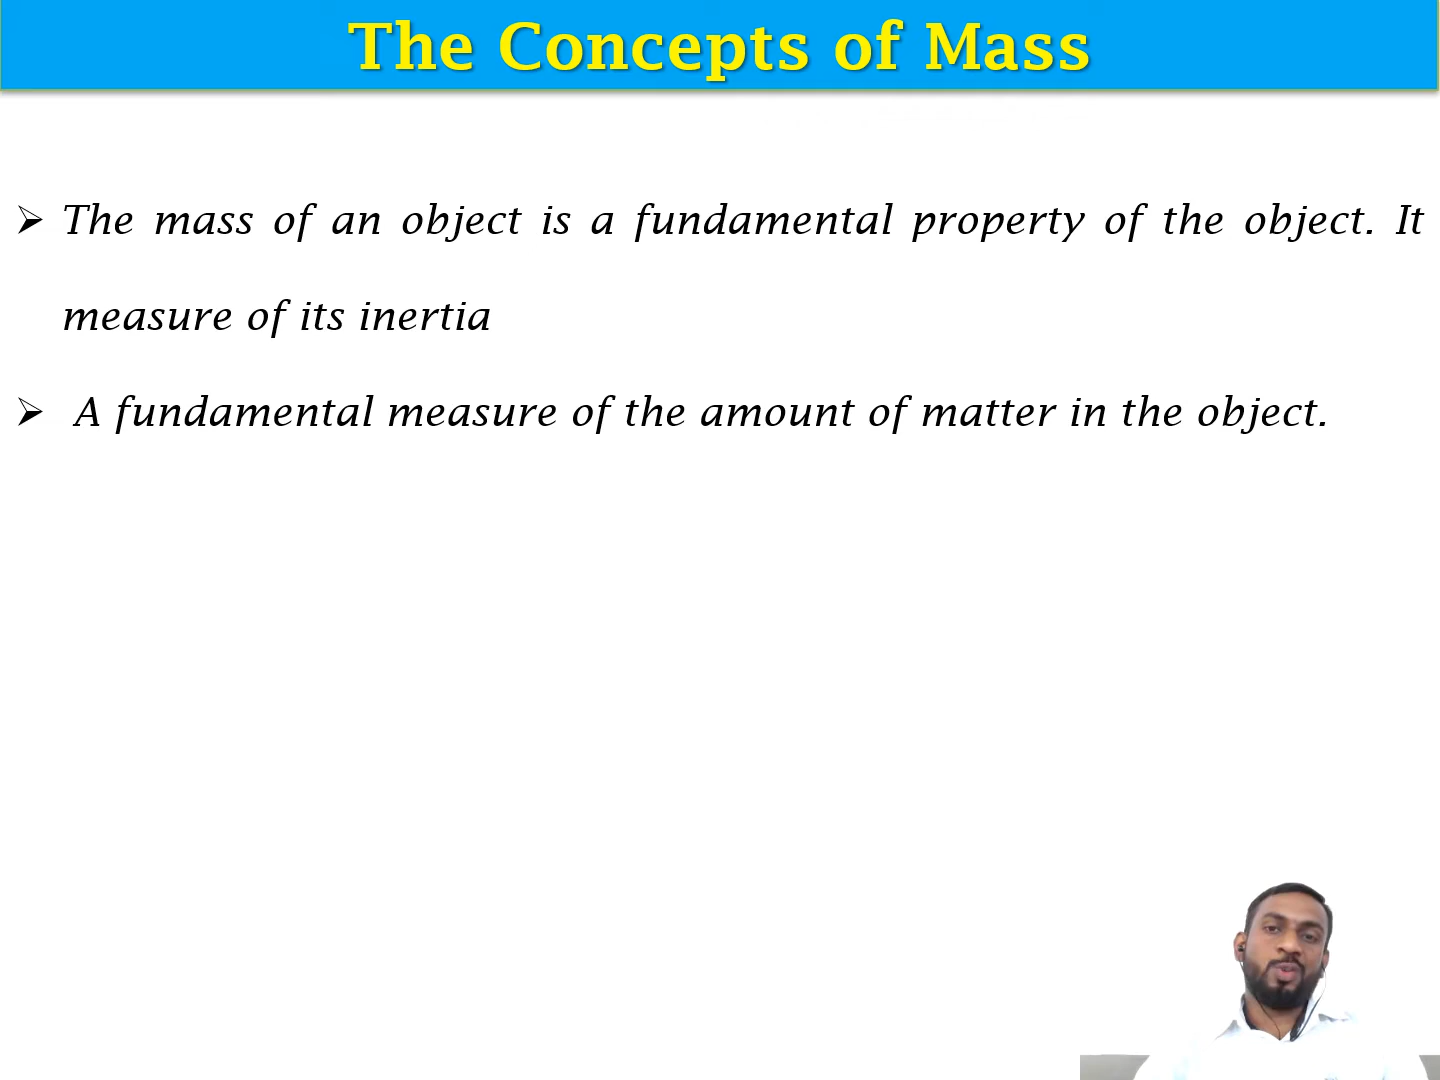 The Concepts of Mass
➢ The mass of an object is a fundamental property of the object. It
measure of its inertia
➢ A fundamental measure of the amount of matter in the object.